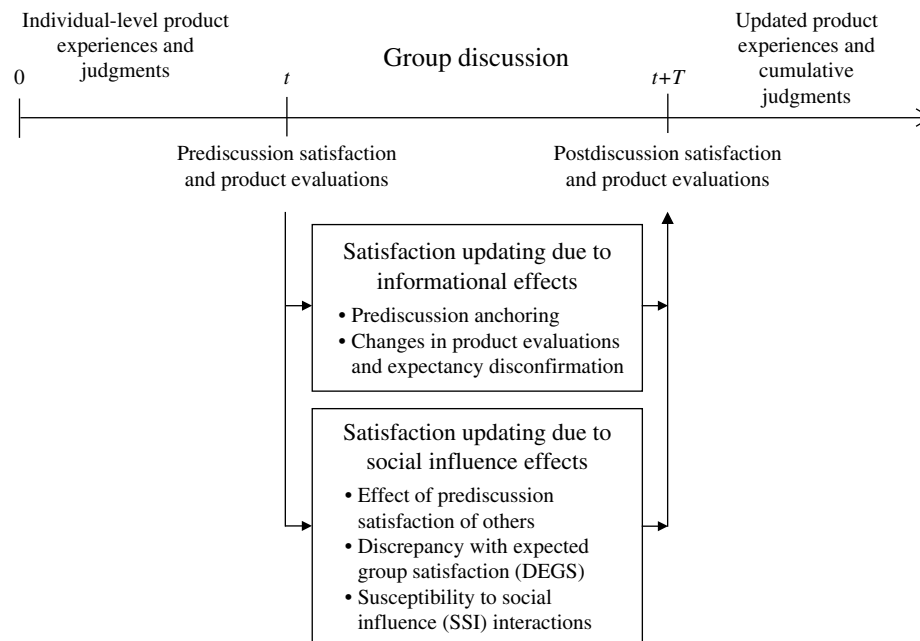 Individual-level product
experiences and
judgments
Group discussion
Updated product
experiences and
cumulative
judgments
0
t
t+T
Prediscussion satisfaction
and product evaluations
Postdiscussion satisfaction
and product evaluations
Satisfaction updating due to
informational effects
• Prediscussion anchoring
• Changes in product evaluations
and expectancy disconfirmation
Satisfaction updating due to
social influence effects
• Effect of prediscussion
satisfaction of others
• Discrepancy with expected
group satisfaction (DEGS)
• Susceptibility to social
influence (SSI) interactions